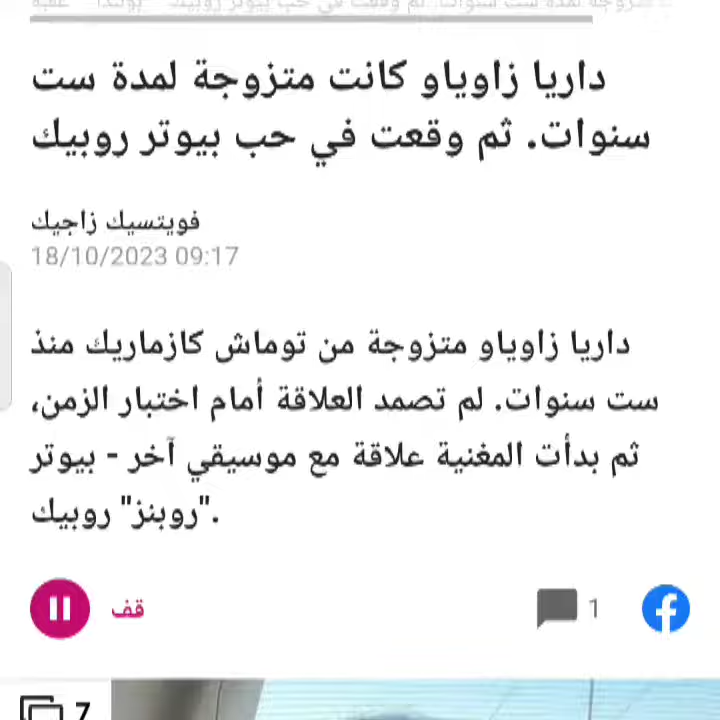 داريا زاوياو كانت متزوجة لمدة ست
سنوات. ثم وقعت في حب بيوتر روبيك
فويتسيك زاجيك
18/10/2023 09:17
داريا زاوياو متزوجة من توماش كازماريك منذ
ست سنوات. لم تصمد العلاقة أمام اختبار الزمن،
ثم بدأت المغنية علاقة مع موسيقي آخر - بيوتر
"روبنز" روبيك.
قف
1
7